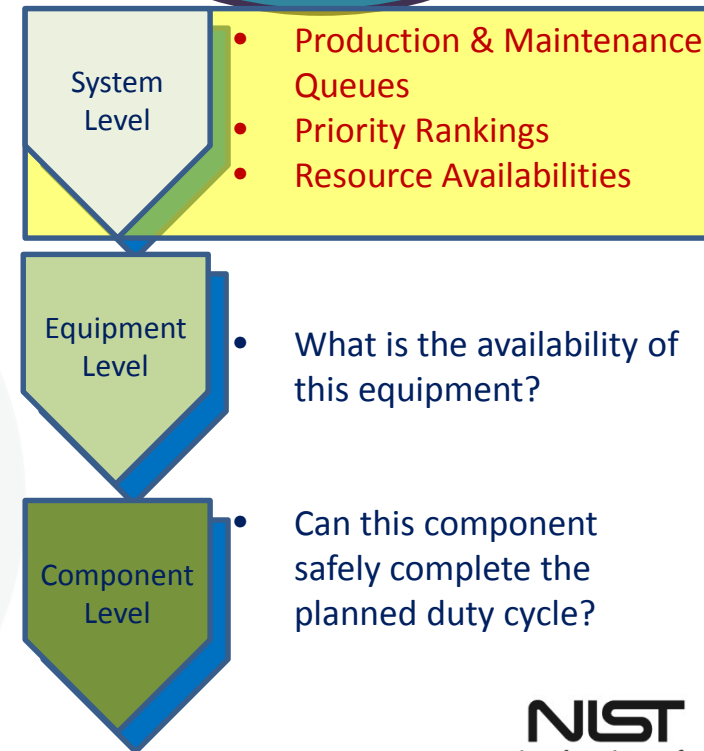 System
Level
• Production & Maintenance
Queues
• Priority Rankings
• Resource Availabilities
Equipment
Level
• What is the availability of
this equipment?
Component
Level
• Can this component
safely complete the
planned duty cycle?
NIST